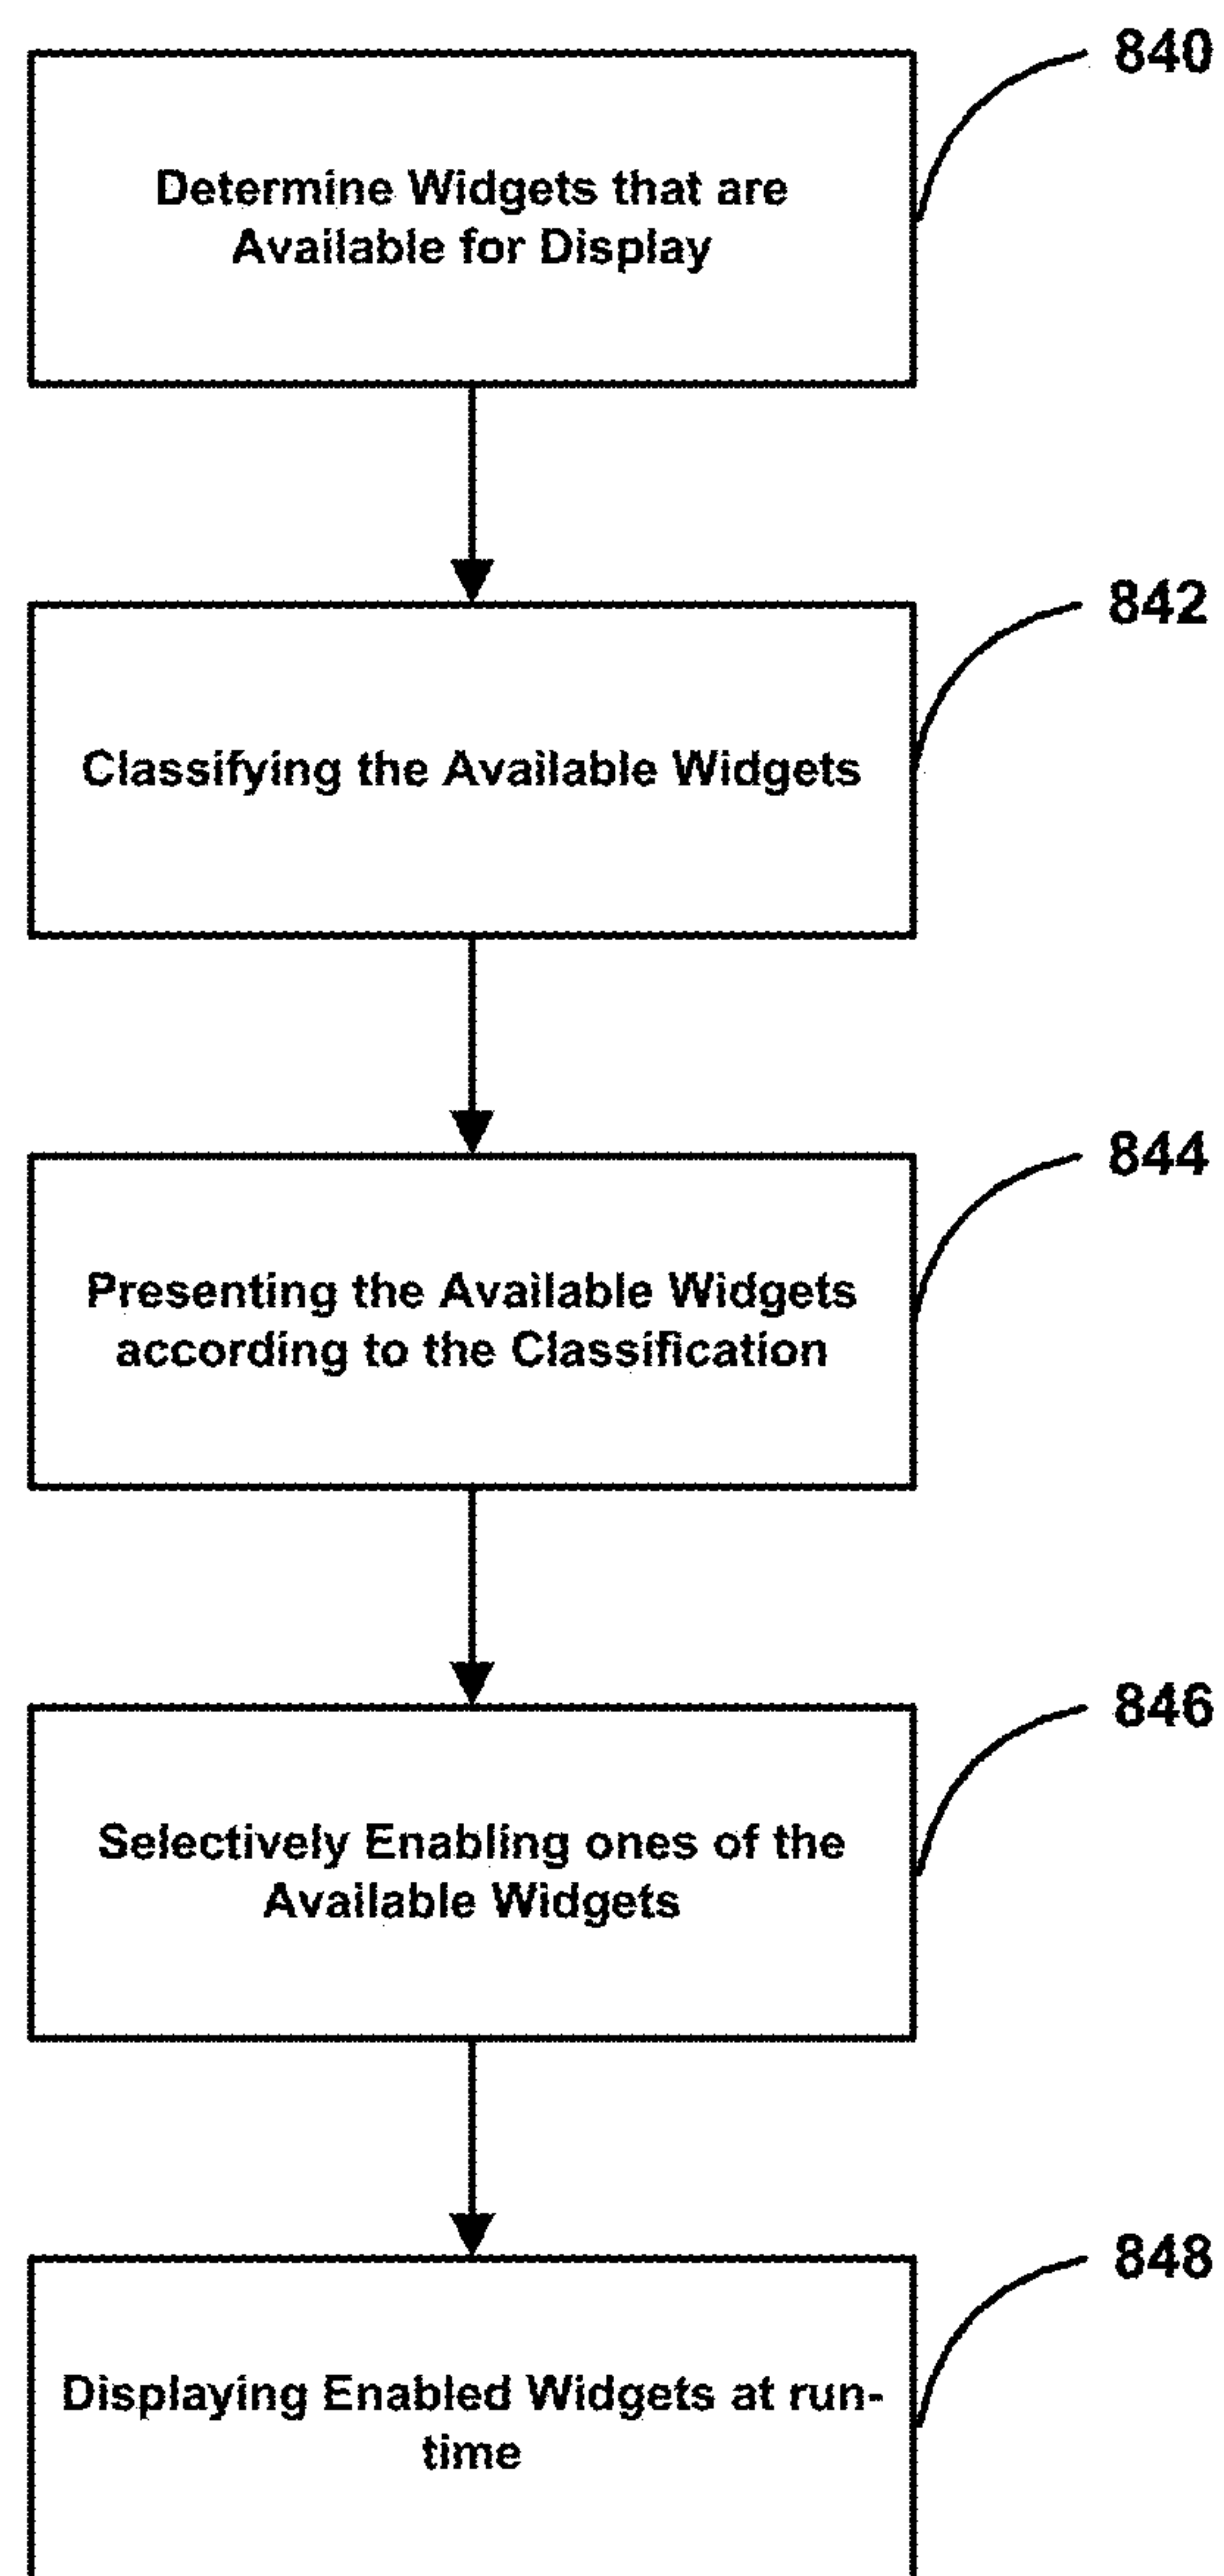 840
Determine Widgets that are
Available for Display
842
Classifying the Available Widgets
844
Presenting the Available Widgets
according to the Classification
846
Selectively Enabling ones of the
Available Widgets
848
Displaying Enabled Widgets at run-
time